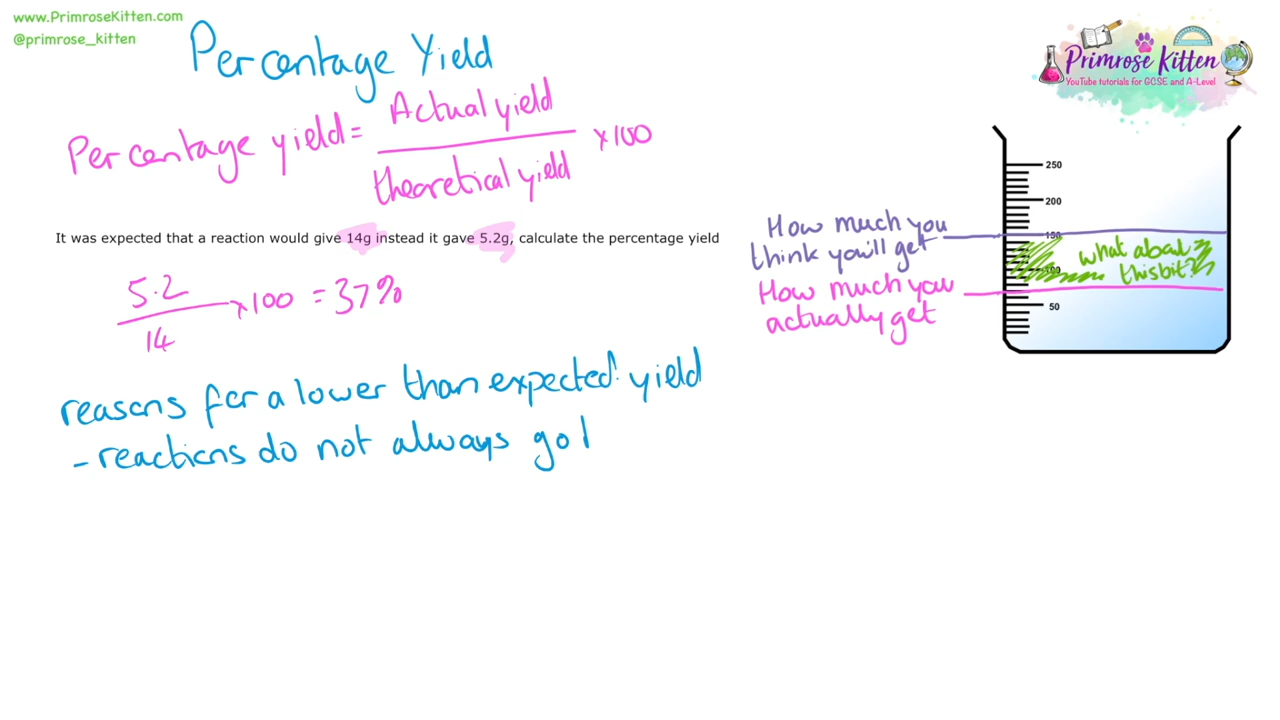 www.PrimroseKitten.com
@primrose_kitten
Percentage Yield
Primrose Kitten
YouTube tutorials for GCSE and A-Level
Percentage yield = Actual yield
theoretical yield
×100
It was expected that a reaction would give 14g instead it gave 5.2g, calculate the percentage yield
5.2
14
×100 = 37%
How much you
think you'll get
How much you
actually get
250
200
150
100
50
what about
this bit?
reasons for a lower than expected yield
- reactions do not always go